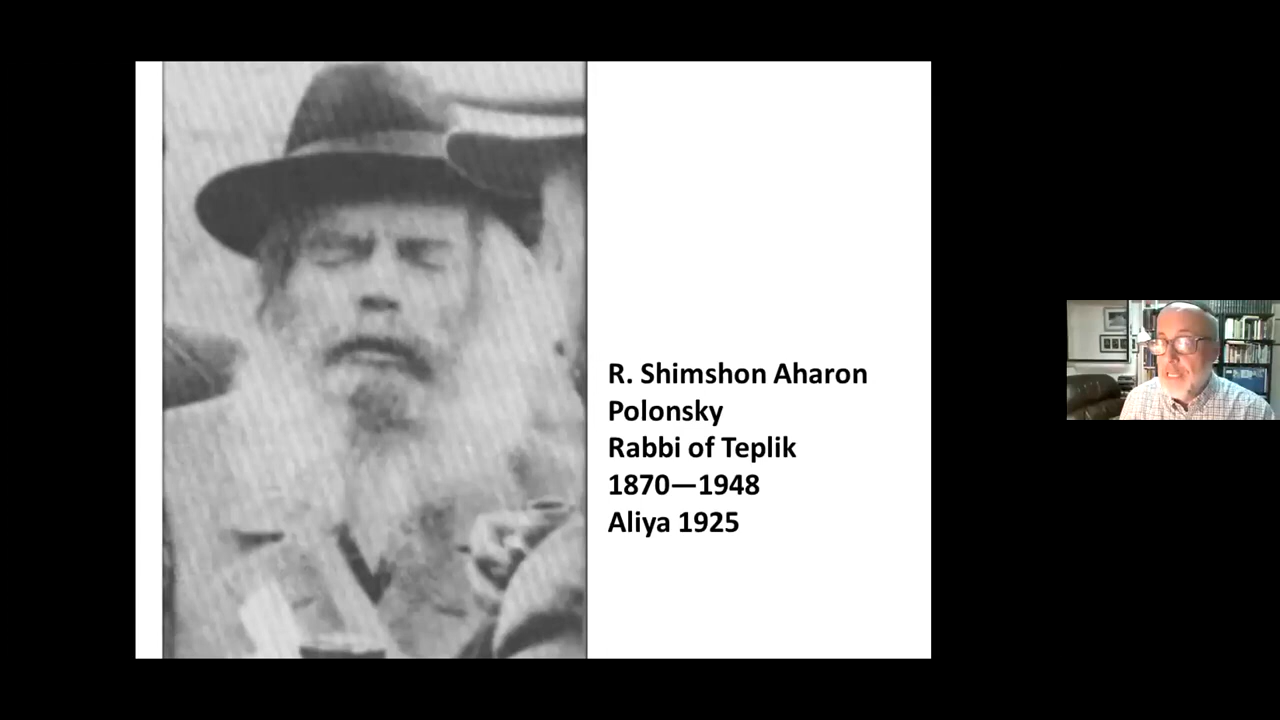 R. Shimshon Aharon
Polonsky
Rabbi of Teplik
1870—1948
Aliya 1925